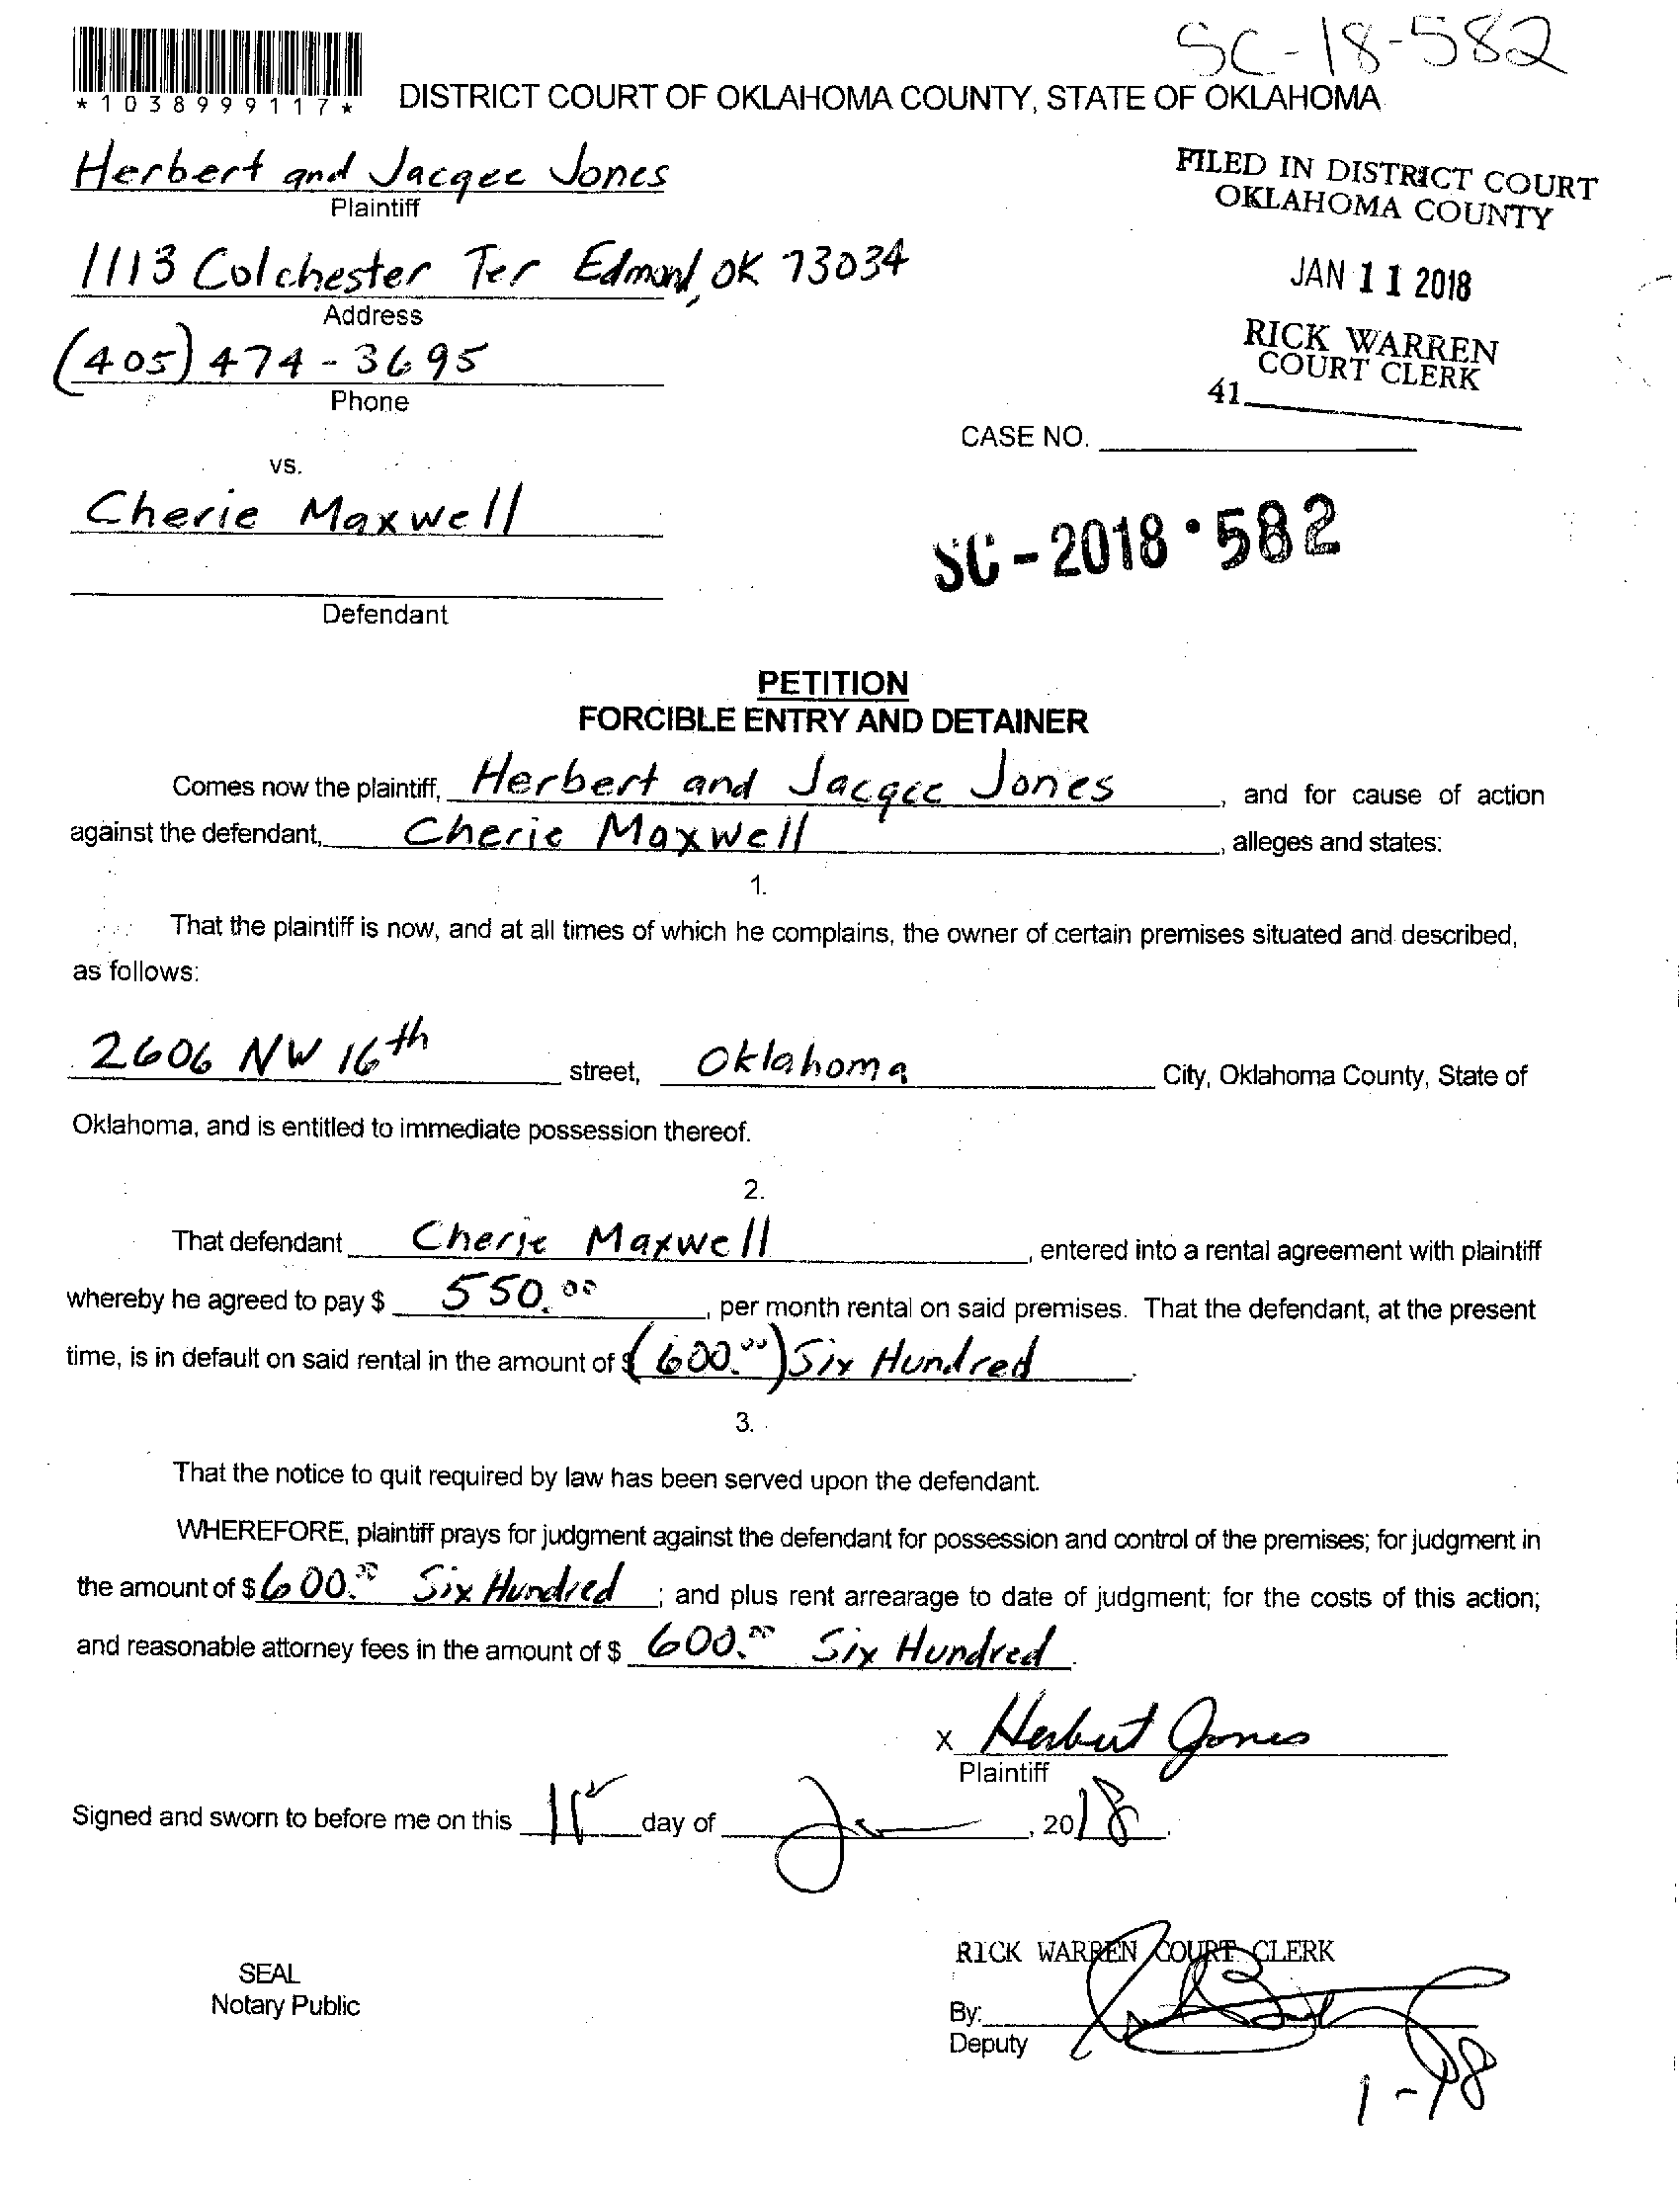 SC-18-582
*1038999117*
DISTRICT COURT OF OKLAHOMA COUNTY, STATE OF OKLAHOMA
Herbert and Jacqee Jones
Plaintiff
FILED IN DISTRICT COURT
OKLAHOMA COUNTY
1113 Colchester Ter Edmond, OK 73034
Address
JAN 11 2018
(405) 474-3695
Phone
RICK WARREN
COURT CLERK
41
CASE NO.
vs.
Cherie Maxwell
SC-2018-582
Defendant
PETITION
FORCIBLE ENTRY AND DETAINER
Comes now the plaintiff, Herbert and Jacqee Jones, and for cause of action
against the defendant, Cherie Maxwell, alleges and states:
1.
That the plaintiff is now, and at all times of which he complains, the owner of certain premises situated and described,
as follows:
2606 NW 16th street, Oklahoma City, Oklahoma County, State of
Oklahoma, and is entitled to immediate possession thereof.
2.
That defendant Cherie Maxwell, entered into a rental agreement with plaintiff
whereby he agreed to pay $ 550.00, per month rental on said premises. That the defendant, at the present
time, is in default on said rental in the amount of $ (600.00) Six Hundred.
3.
That the notice to quit required by law has been served upon the defendant.
WHEREFORE, plaintiff prays for judgment against the defendant for possession and control of the premises; for judgment in
the amount of $ 600.00 Six Hundred; and plus rent arrearage to date of judgment; for the costs of this action;
and reasonable attorney fees in the amount of $ 600.00 Six Hundred.
x Herbert Jones
Plaintiff
Signed and sworn to before me on this 11 day of Jan, 2018.
RICK WARREN COURT CLERK
SEAL
Notary Public
By:
Deputy
1-18